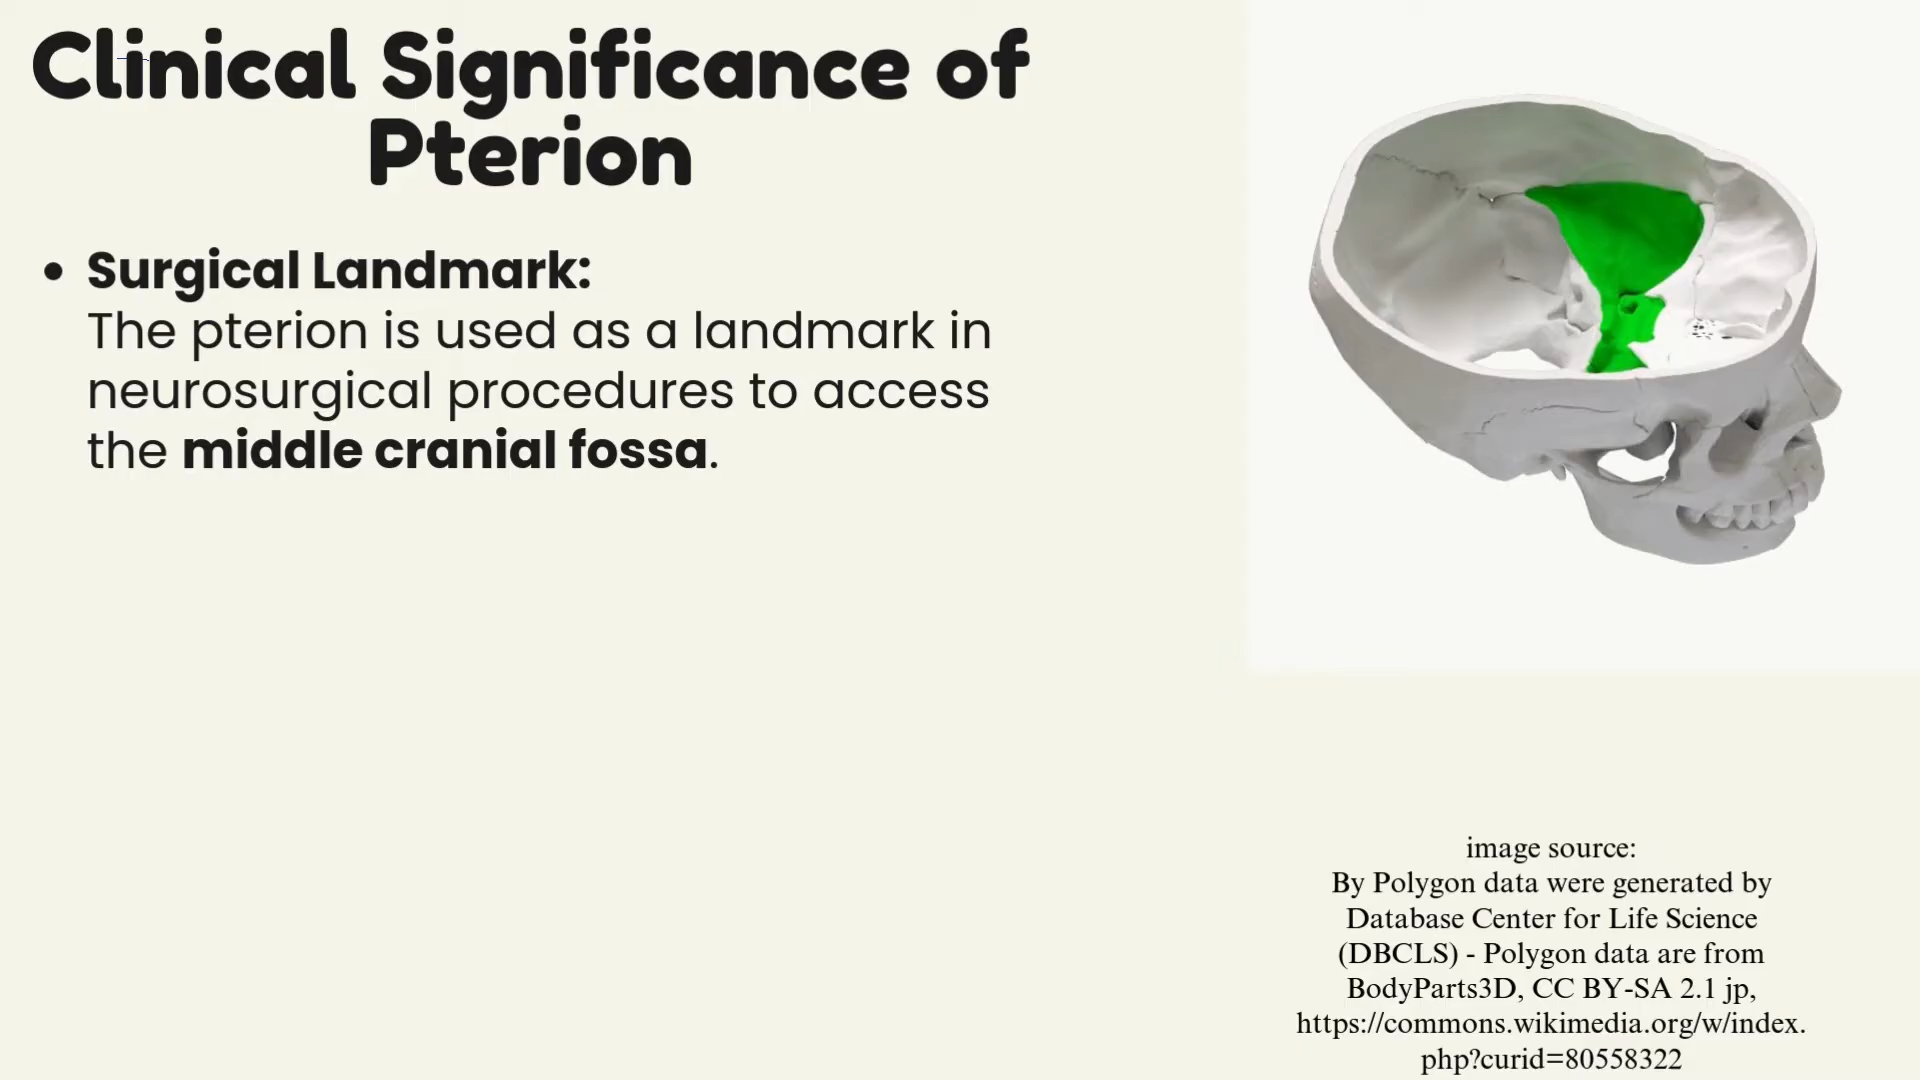 Clinical Significance of
Pterion
• Surgical Landmark:
The pterion is used as a landmark in
neurosurgical procedures to access
the middle cranial fossa.
image source:
By Polygon data were generated by
Database Center for Life Science
(DBCLS) - Polygon data are from
BodyParts3D, CC BY-SA 2.1 jp,
https://commons.wikimedia.org/w/index.
php?curid=80558322